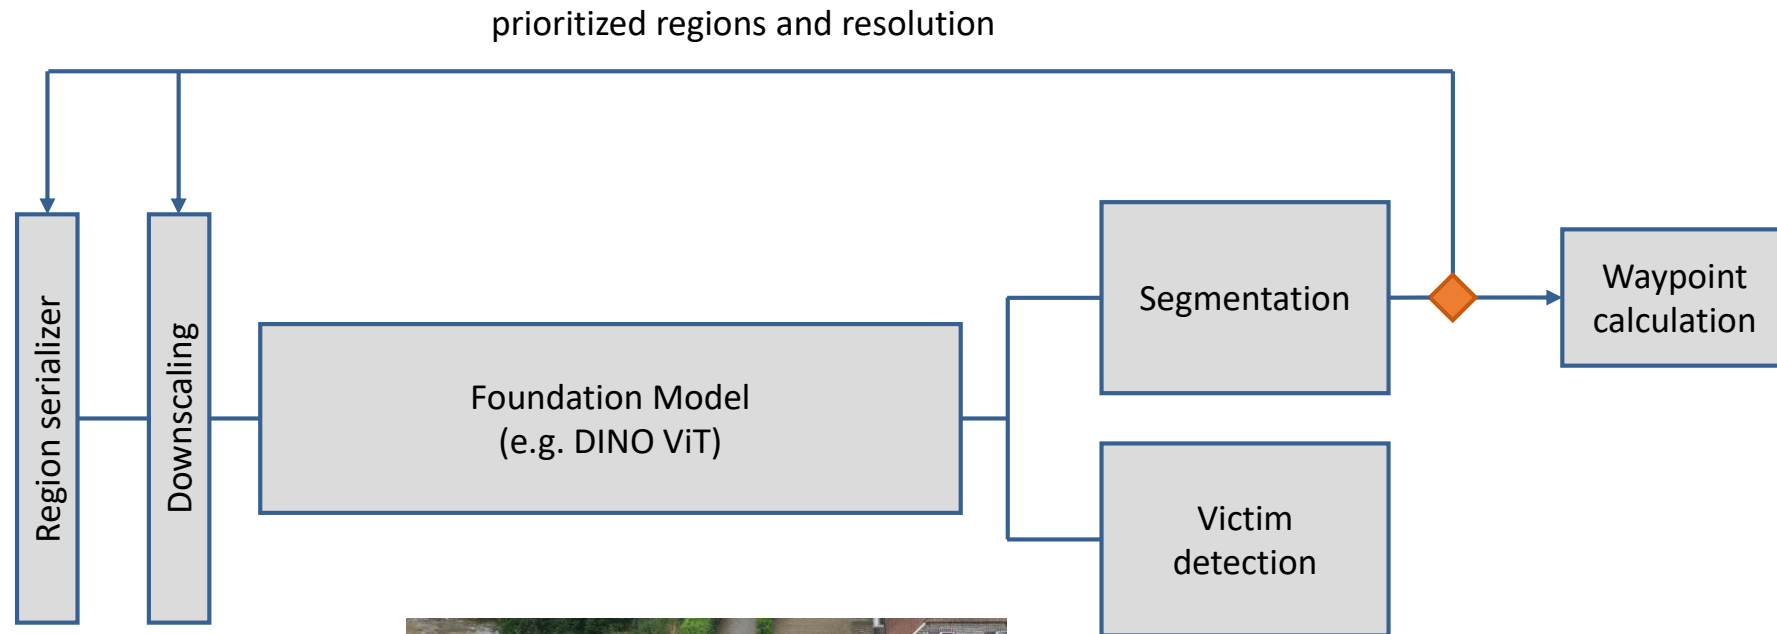 prioritized regions and resolution
Region serializer
Downscaling
Foundation Model
(e.g. DINO ViT)
Segmentation
Victim
detection
Waypoint
calculation